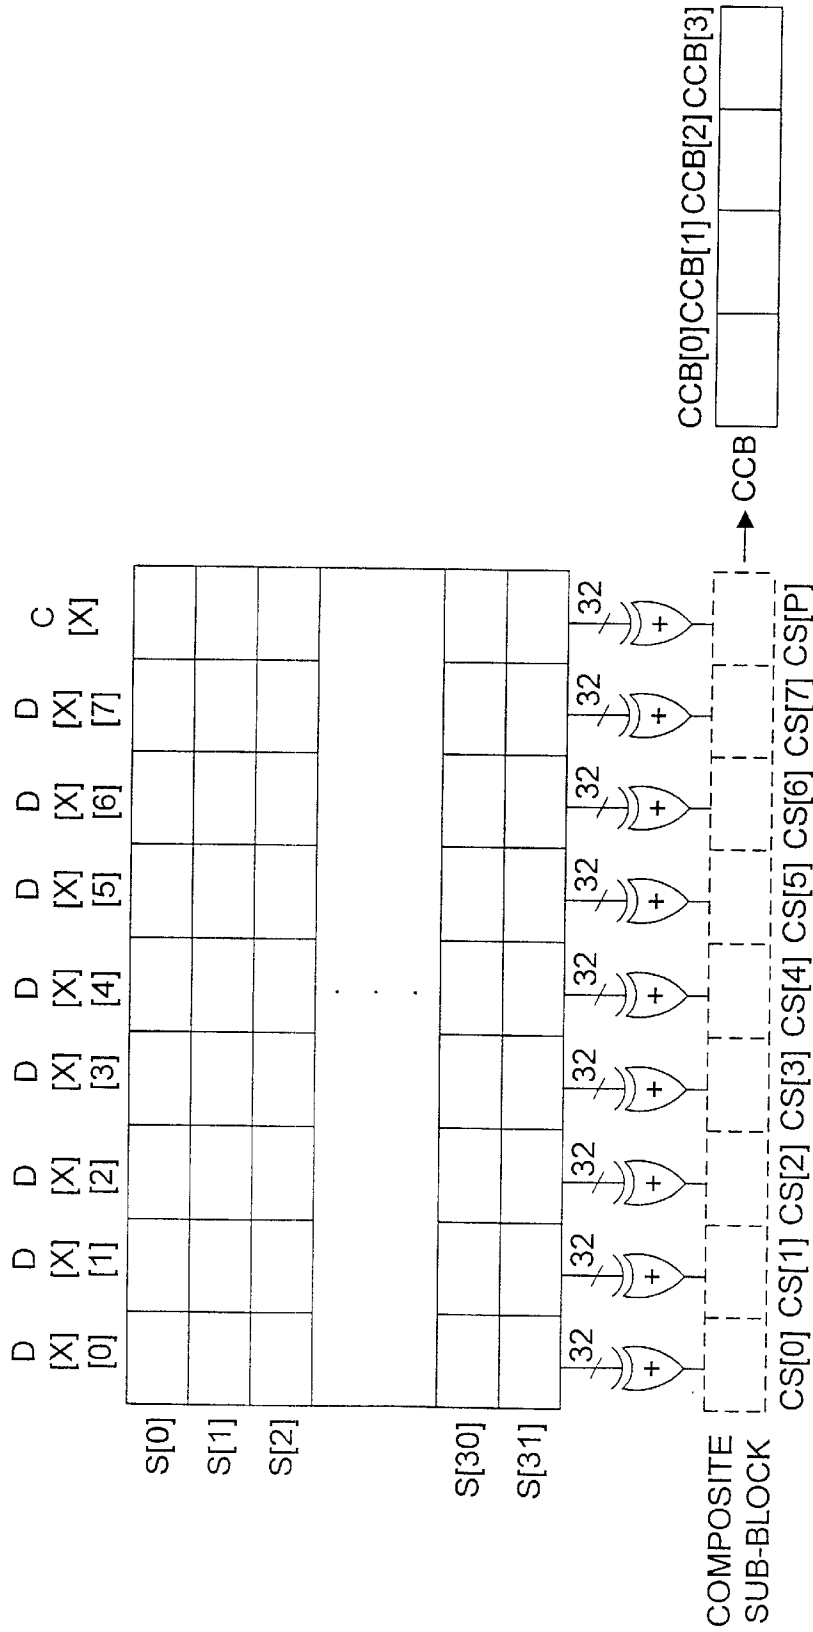 D D D D D D D D C
[X] [X] [X] [X] [X] [X] [X] [X] [X]
[0] [1] [2] [3] [4] [5] [6] [7]
S[0]
S[1]
S[2]
. . .
S[30]
S[31]
32 32 32 32 32 32 32 32 32
+ + + + + + + + +
COMPOSITE
SUB-BLOCK
CS[0] CS[1] CS[2] CS[3] CS[4] CS[5] CS[6] CS[7] CS[P]
CCB
CCB[0] CCB[1] CCB[2] CCB[3]